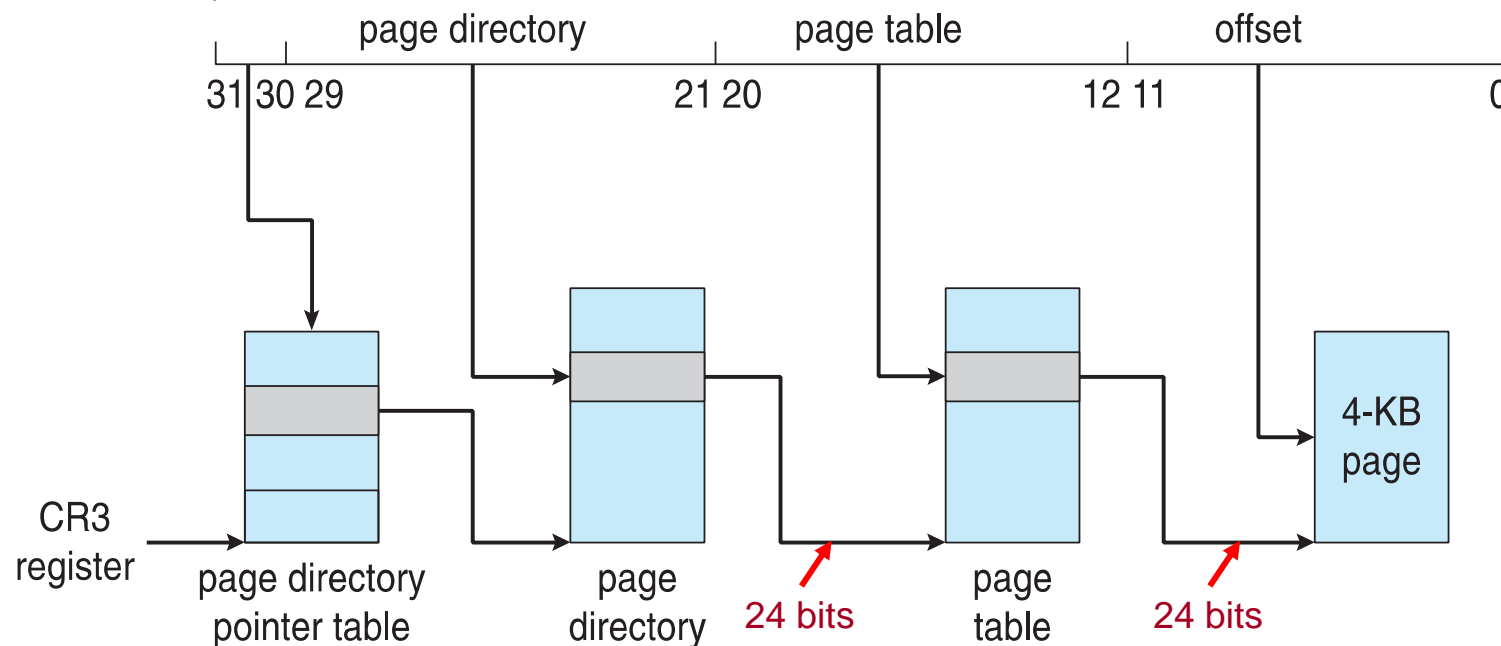 page directory page table offset
31 30 29 21 20 12 11 0
4-KB
page
CR3
register
page directory
pointer table
page
directory
24 bits
page
table
24 bits